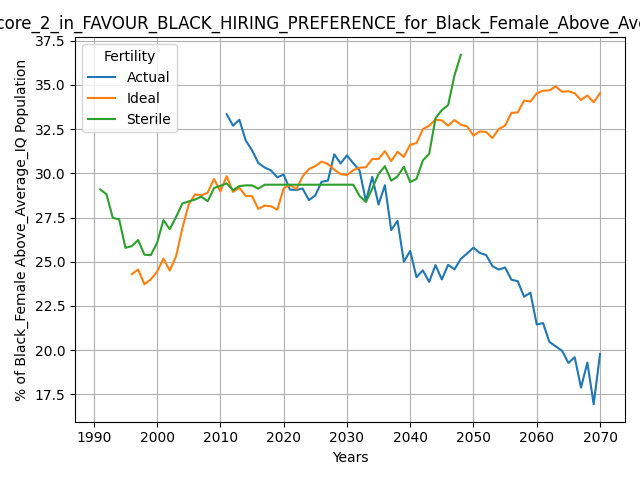 core_2_in_FAVOUR_BLACK_HIRING_PREFERENCE_for_Black_Female_Above_Ave
Fertility
Actual
Ideal
Sterile
% of Black_Female Above_Average_IQ Population
37.5
35.0
32.5
30.0
27.5
25.0
22.5
20.0
17.5
1990 2000 2010 2020 2030 2040 2050 2060 2070
Years